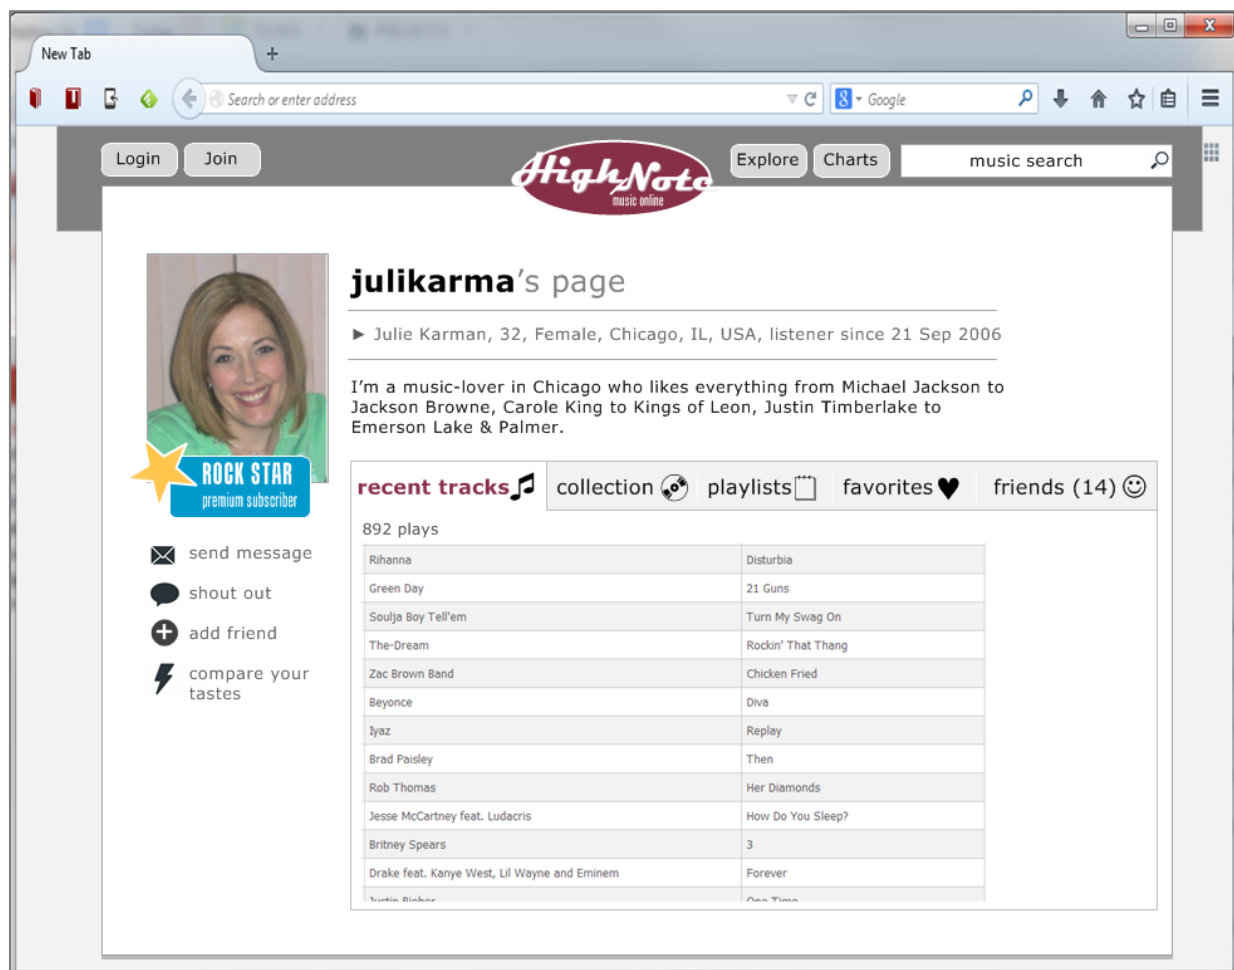 New Tab
+
Search or enter address
Google
Login
Join
HighNote
music online
Explore
Charts
music search
julikarma's page
► Julie Karman, 32, Female, Chicago, IL, USA, listener since 21 Sep 2006
I'm a music-lover in Chicago who likes everything from Michael Jackson to
Jackson Browne, Carole King to Kings of Leon, Justin Timberlake to
Emerson Lake & Palmer.
ROCK STAR
premium subscriber
send message
shout out
add friend
compare your
tastes
recent tracks
collection
playlists
favorites
friends (14)
892 plays
Rihanna Disturbia
Green Day 21 Guns
Soulja Boy Tell'em Turn My Swag On
The-Dream Rockin' That Thang
Zac Brown Band Chicken Fried
Beyonce Diva
Iyaz Replay
Brad Paisley Then
Rob Thomas Her Diamonds
Jesse McCartney feat. Ludacris How Do You Sleep?
Britney Spears 3
Drake feat. Kanye West, Lil Wayne and Eminem Forever
Justin Bieber One Time